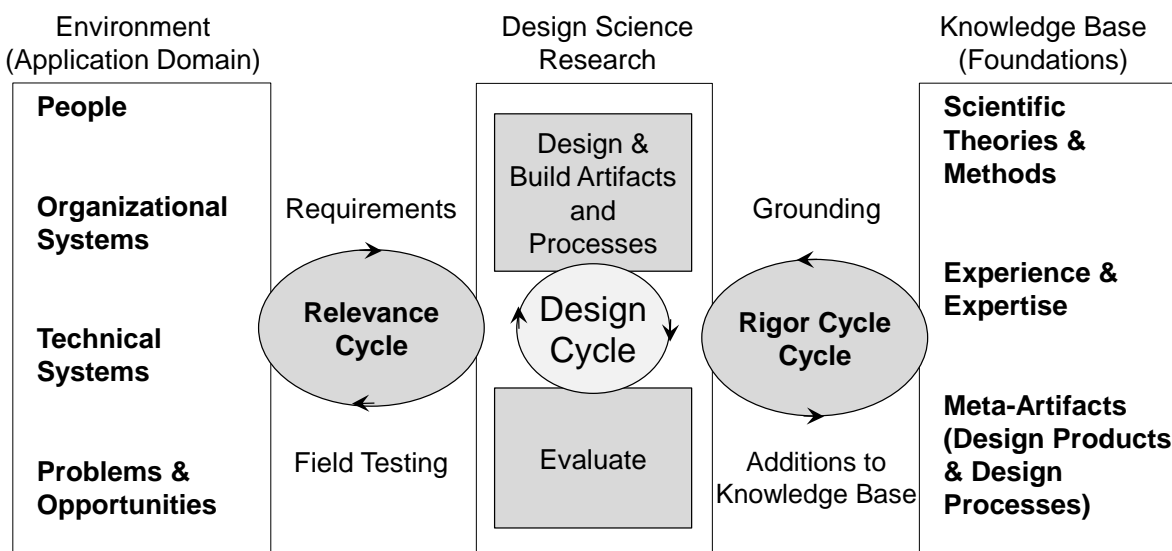 Environment
(Application Domain)
Design Science
Research
Knowledge Base
(Foundations)
People
Organizational
Systems
Technical
Systems
Problems &
Opportunities
Requirements
Relevance
Cycle
Field Testing
Design &
Build Artifacts
and
Processes
Design
Cycle
Evaluate
Grounding
Rigor Cycle
Cycle
Additions to
Knowledge Base
Scientific
Theories &
Methods
Experience &
Expertise
Meta-Artifacts
(Design Products
& Design
Processes)